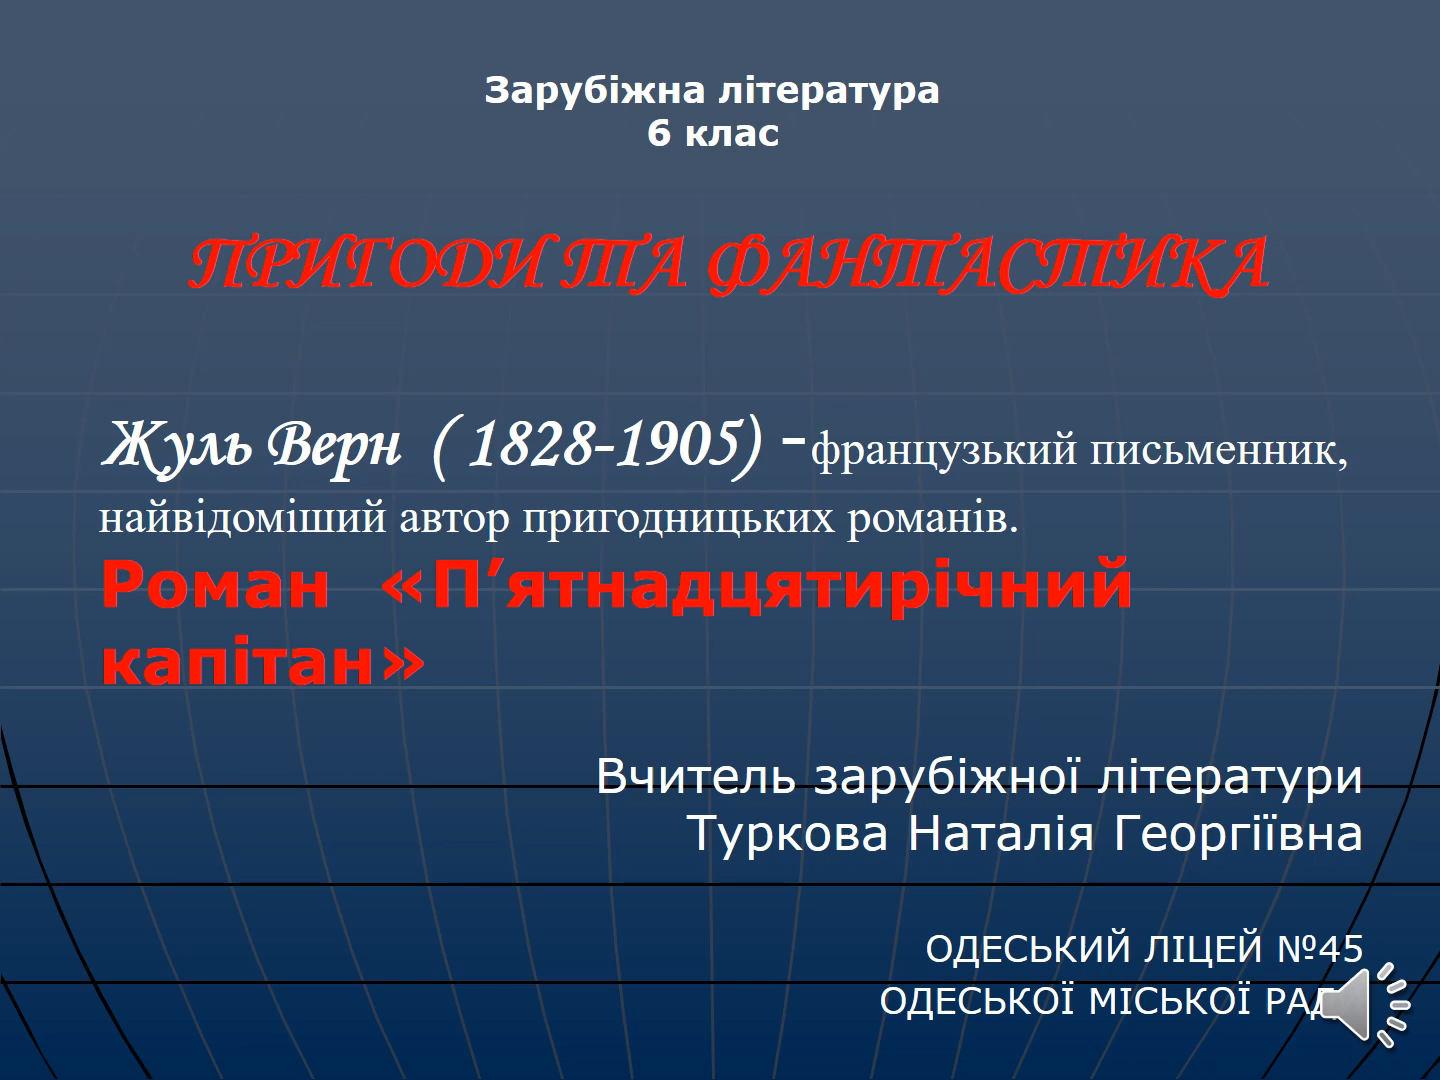 Зарубіжна література
6 клас
ПРИГОДИ ТА ФАНТАСТИКА
Жуль Верн ( 1828-1905) -французький письменник,
найвідоміший автор пригодницьких романів.
Роман «П’ятнадцятирічний
капітан»
Вчитель зарубіжної літератури
Туркова Наталія Георгіївна
ОДЕСЬКИЙ ЛІЦЕЙ №45
ОДЕСЬКОЇ МІСЬКОЇ